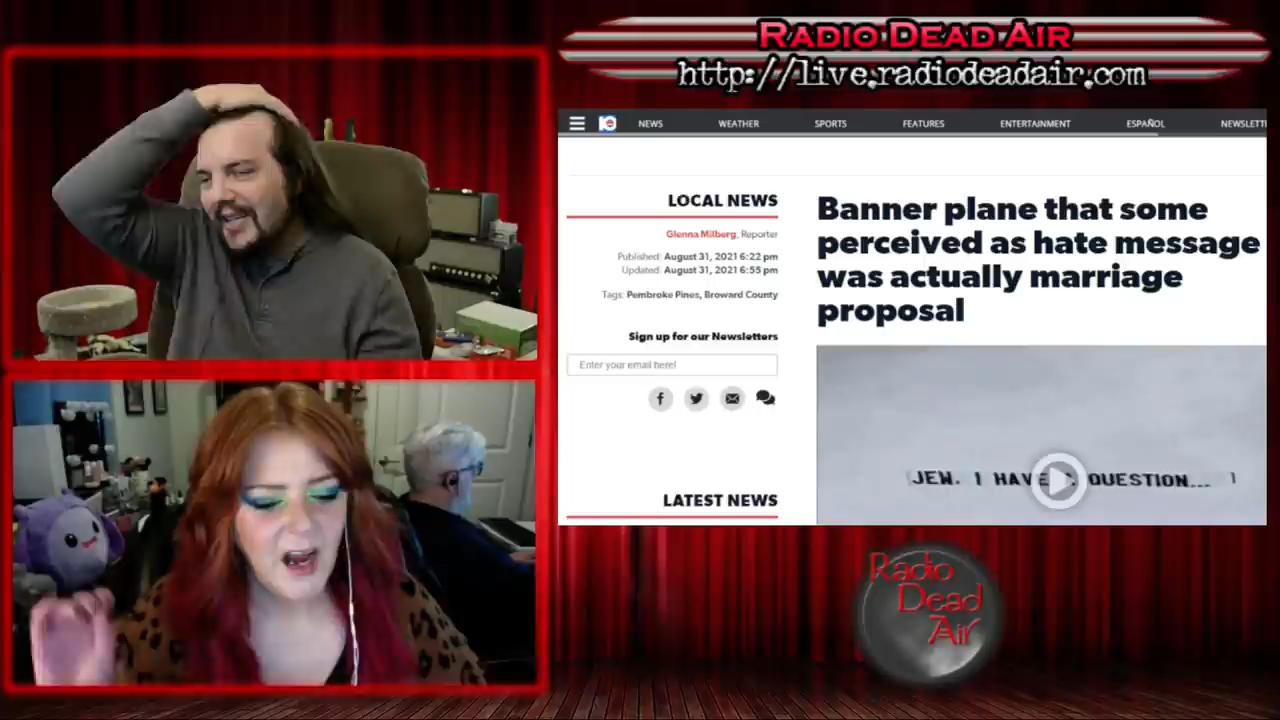 RADIO DEAD AIR
http://live.radiodeadair.com
10
NEWS
WEATHER
SPORTS
FEATURES
ENTERTAINMENT
ESPAÑOL
NEWSLETT
LOCAL NEWS
Glenna Milberg, Reporter
Published: August 31, 2021 6:22 pm
Updated: August 31, 2021 6:55 pm
Tags: Pembroke Pines, Broward County
Sign up for our Newsletters
Enter your email here!
LATEST NEWS
Banner plane that some
perceived as hate message
was actually marriage
proposal
JEW. I HAVE A QUESTION...
Radio
Dead
Air